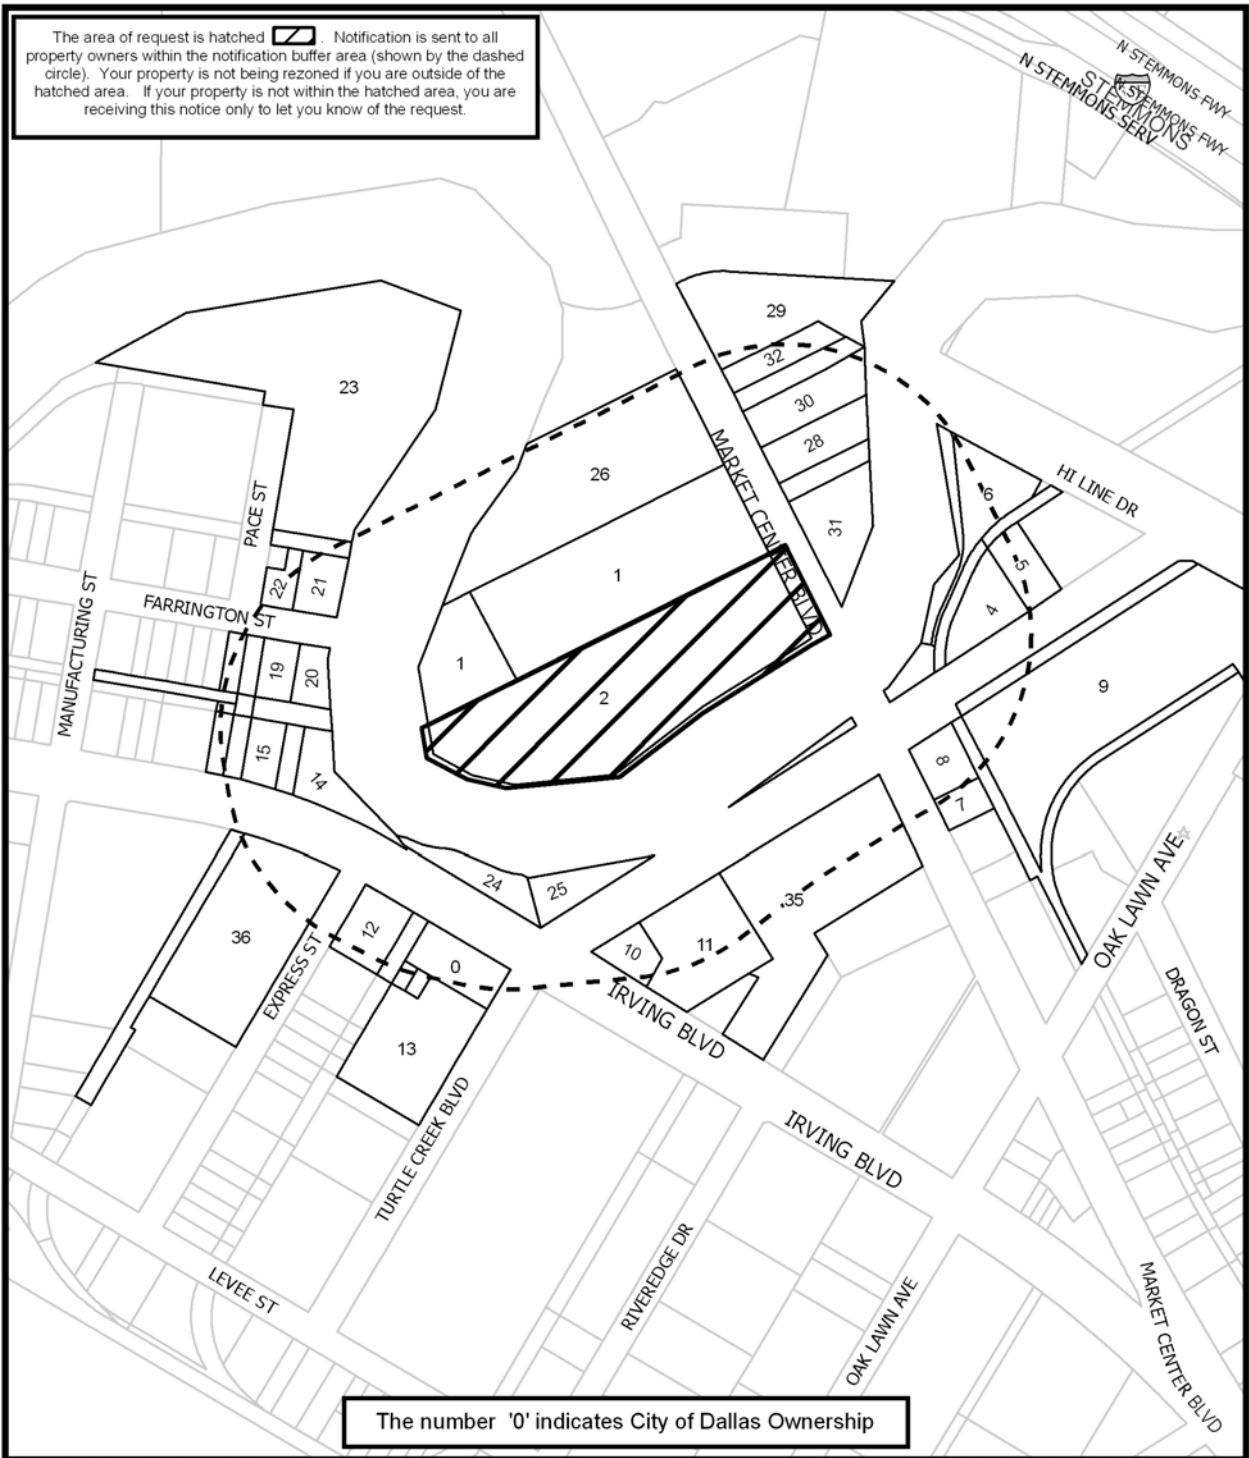 The area of request is hatched . Notification is sent to all
property owners within the notification buffer area (shown by the dashed
circle). Your property is not being rezoned if you are outside of the
hatched area. If your property is not within the hatched area, you are
receiving this notice only to let you know of the request.
N STEMMONS FWY
N STEMMONS SERV
STEMMONS
N STEMMONS FWY
29
32
30
28
31
23
26
MARKET CENTER BLVD
HI LINE DR
6
5
4
PACE ST
22
21
1
FARRINGTON ST
MANUFACTURING ST
19
20
1
2
9
15
14
8
7
24
25
OAK LAWN AVE
36
12
0
10
11
35
EXPRESS ST
IRVING BLVD
DRAGON ST
13
TURTLE CREEK BLVD
IRVING BLVD
LEVEE ST
RIVEREDGE DR
OAK LAWN AVE
MARKET CENTER BLVD
The number '0' indicates City of Dallas Ownership